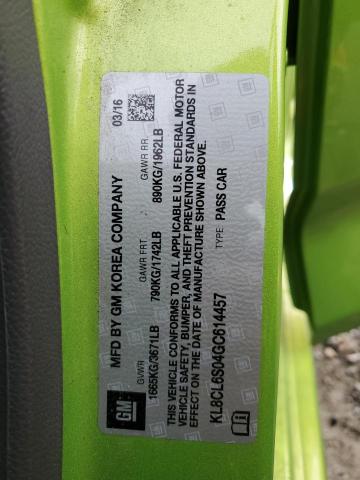 MFD BY GM KOREA COMPANY 03/16
GVWR GAWR FRT GAWR RR
1665KG/3671LB 790KG/1742LB 890KG/1962LB
THIS VEHICLE CONFORMS TO ALL APPLICABLE U.S. FEDERAL MOTOR
VEHICLE SAFETY, BUMPER, AND THEFT PREVENTION STANDARDS IN
EFFECT ON THE DATE OF MANUFACTURE SHOWN ABOVE.
KL8CL6S04GC614457 TYPE: PASS CAR
GM